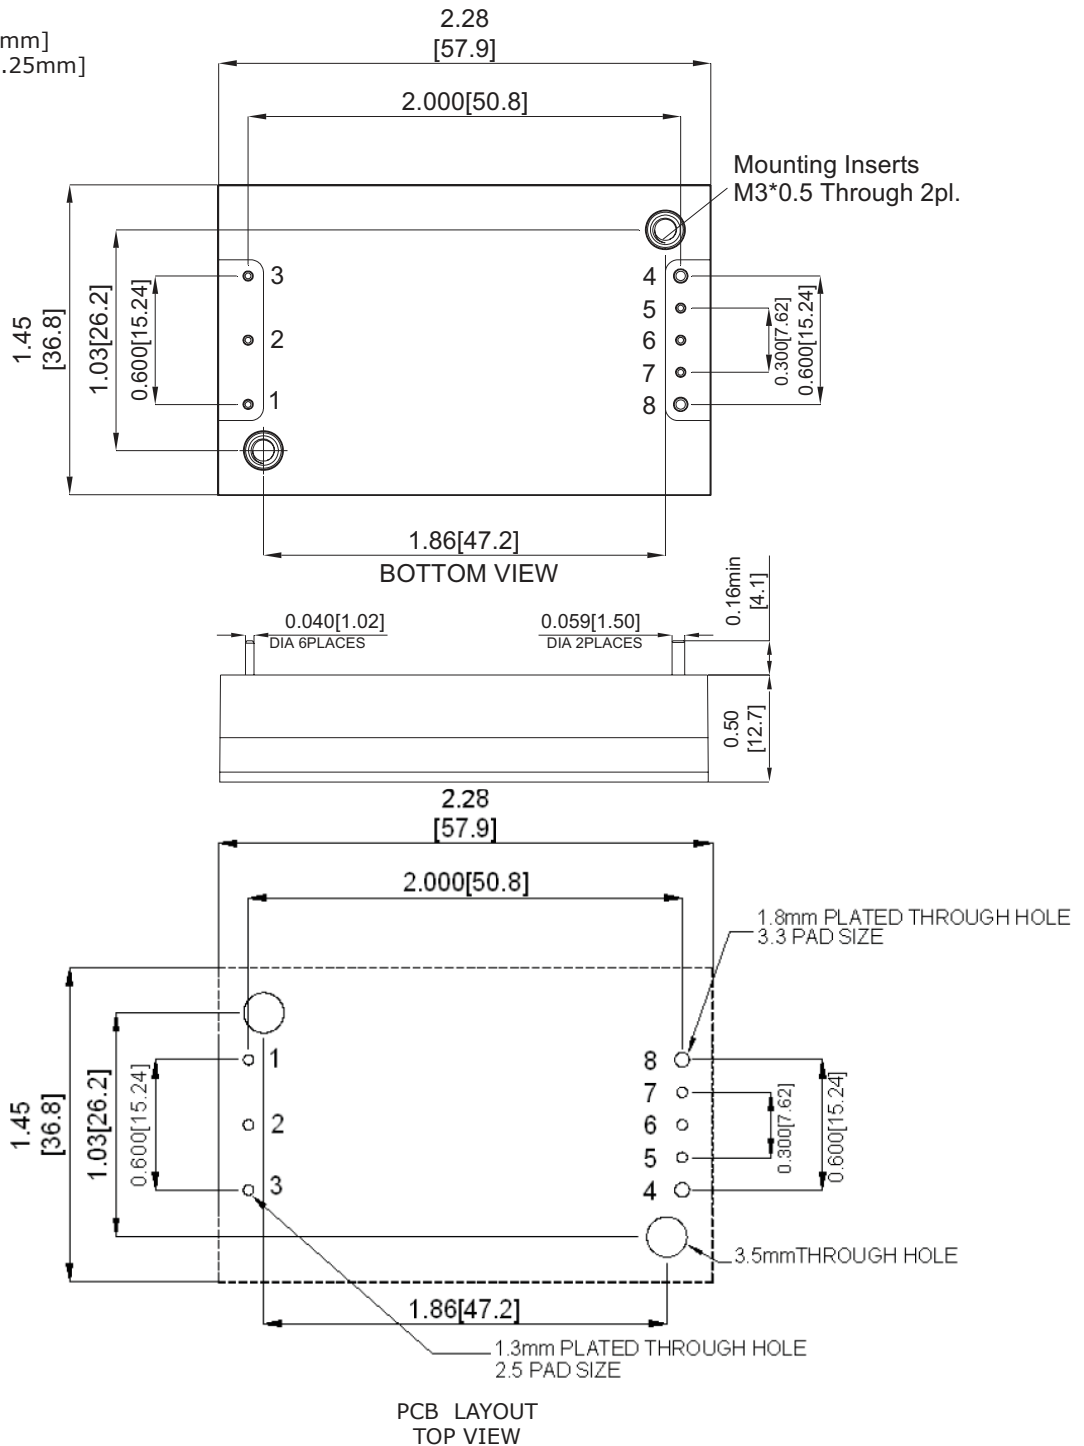 mm]
.25mm]
2.28
[57.9]
2.000[50.8]
Mounting Inserts
M3*0.5 Through 2pl.
1.45
[36.8]
1.03[26.2]
0.600[15.24]
3
2
1
4
5
6
7
8
0.300[7.62]
0.600[15.24]
1.86[47.2]
BOTTOM VIEW
0.040[1.02]
DIA 6PLACES
0.059[1.50]
DIA 2PLACES
0.16min
[4.1]
0.50
[12.7]
2.28
[57.9]
2.000[50.8]
1.8mm PLATED THROUGH HOLE
3.3 PAD SIZE
1.45
[36.8]
1.03[26.2]
0.600[15.24]
1
2
3
8
7
6
5
4
0.300[7.62]
0.600[15.24]
3.5mmTHROUGH HOLE
1.86[47.2]
1.3mm PLATED THROUGH HOLE
2.5 PAD SIZE
PCB LAYOUT
TOP VIEW